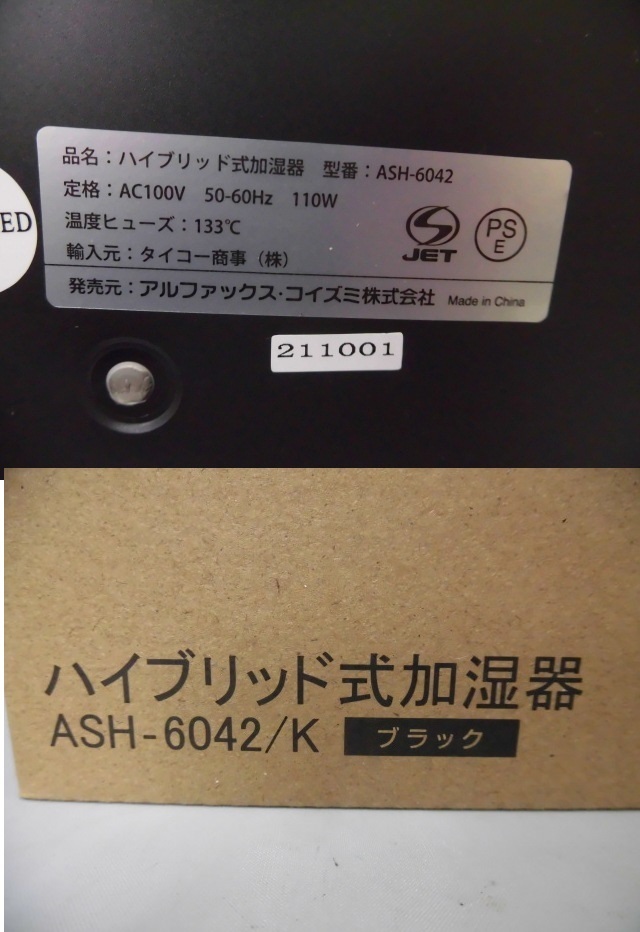 品名：ハイブリッド式加湿器　型番：ASH-6042
定格：AC100V　50-60Hz　110W
温度ヒューズ：133℃
輸入元：タイコー商事（株）
JET
PS
E
発売元：アルファックス・コイズミ株式会社　Made in China
ED
211001
ハイブリッド式加湿器
ASH-6042/K　ブラック